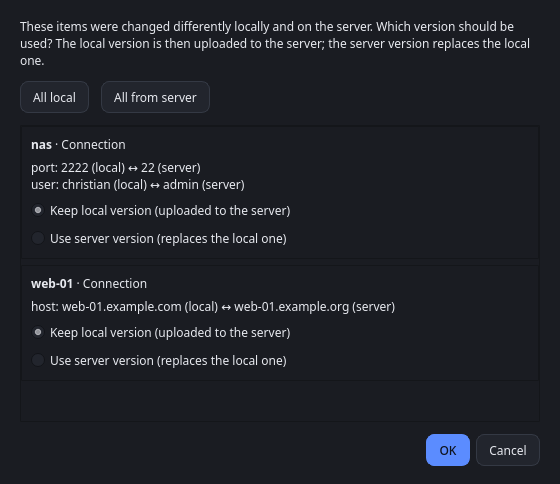 These items were changed differently locally and on the server. Which version should be
used? The local version is then uploaded to the server; the server version replaces the local
one.
All local
All from server
nas · Connection
port: 2222 (local) ↔ 22 (server)
user: christian (local) ↔ admin (server)
Keep local version (uploaded to the server)
Use server version (replaces the local one)
web-01 · Connection
host: web-01.example.com (local) ↔ web-01.example.org (server)
Keep local version (uploaded to the server)
Use server version (replaces the local one)
OK
Cancel